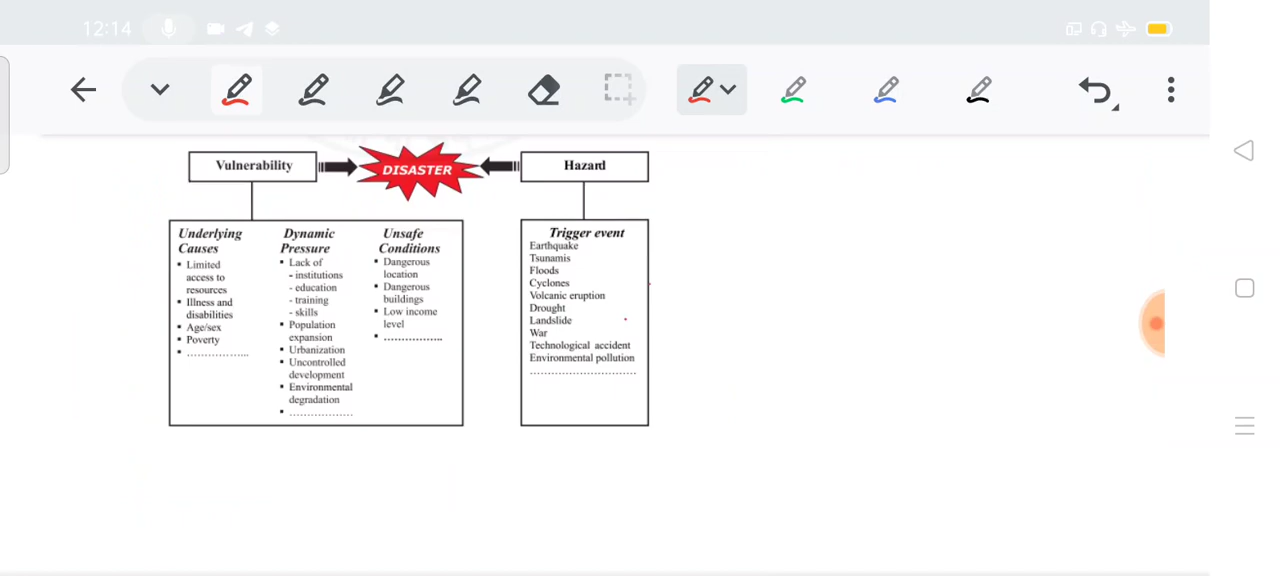 12:14
Vulnerability
DISASTER
Hazard
Underlying
Causes
▪ Limited
access to
resources
▪ Illness and
disabilities
▪ Age/sex
▪ Poverty
▪ ..................
Dynamic
Pressure
▪ Lack of
- institutions
- education
- training
- skills
▪ Population
expansion
▪ Urbanization
▪ Uncontrolled
development
▪ Environmental
degradation
▪ ..................
Unsafe
Conditions
▪ Dangerous
location
▪ Dangerous
buildings
▪ Low income
level
▪ ................
Trigger event
Earthquake
Tsunamis
Floods
Cyclones
Volcanic eruption
Drought
Landslide
War
Technological accident
Environmental pollution
..............................